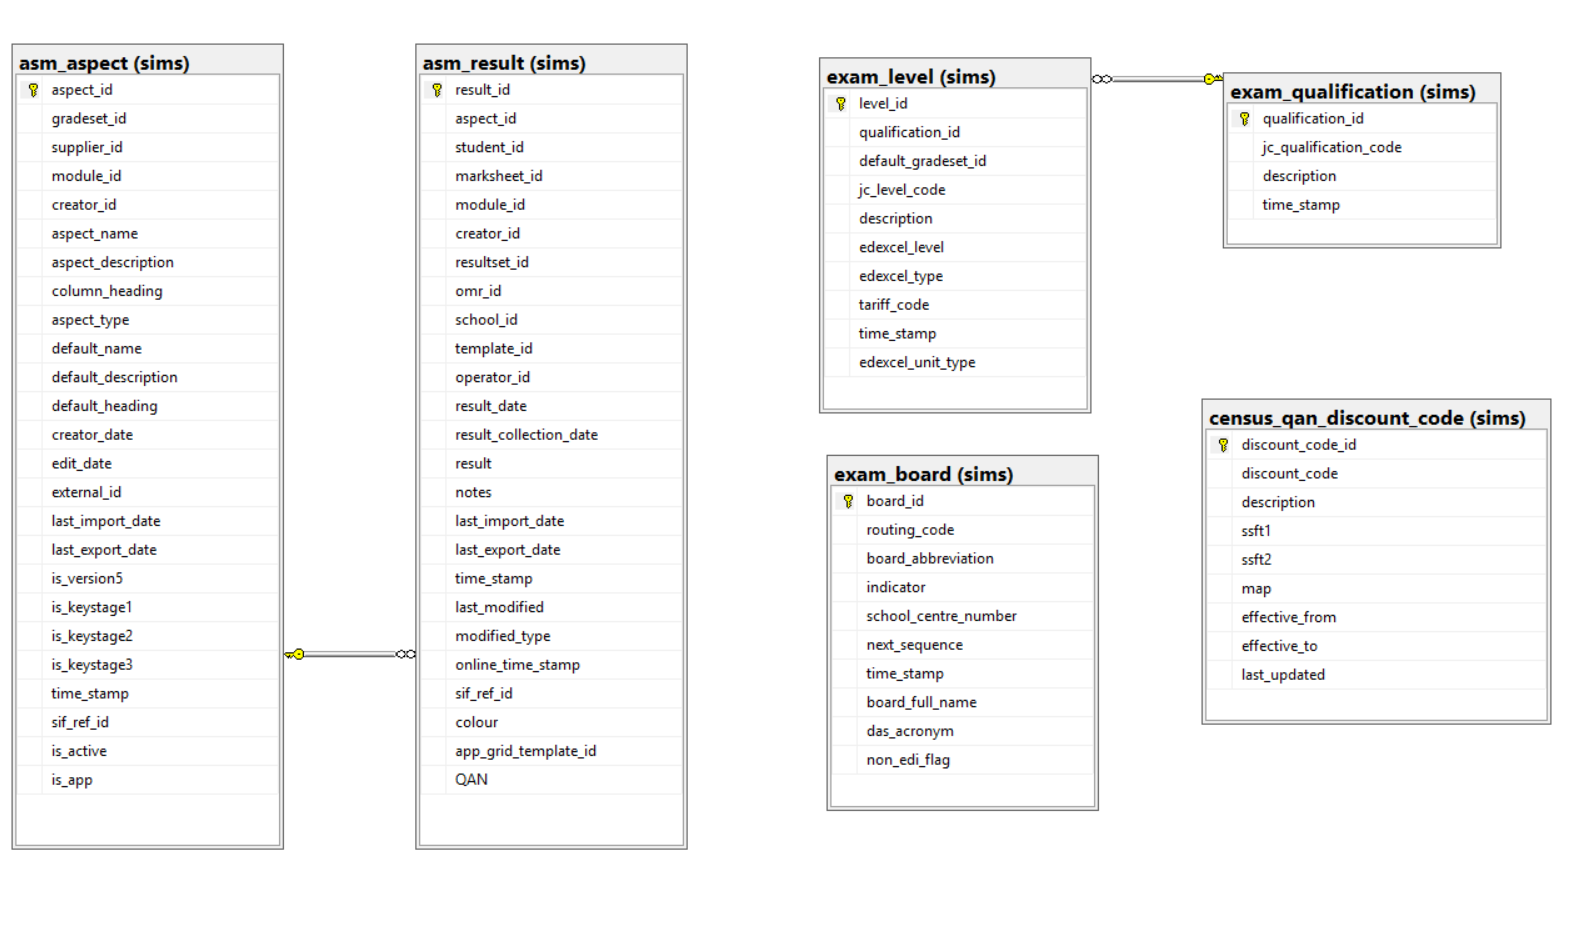 asm_aspect (sims)
aspect_id
gradeset_id
supplier_id
module_id
creator_id
aspect_name
aspect_description
column_heading
aspect_type
default_name
default_description
default_heading
creator_date
edit_date
external_id
last_import_date
last_export_date
is_version5
is_keystage1
is_keystage2
is_keystage3
time_stamp
sif_ref_id
is_active
is_app
asm_result (sims)
result_id
aspect_id
student_id
marksheet_id
module_id
creator_id
resultset_id
omr_id
school_id
template_id
operator_id
result_date
result_collection_date
result
notes
last_import_date
last_export_date
time_stamp
last_modified
modified_type
online_time_stamp
sif_ref_id
colour
app_grid_template_id
QAN
exam_level (sims)
level_id
qualification_id
default_gradeset_id
jc_level_code
description
edexcel_level
edexcel_type
tariff_code
time_stamp
edexcel_unit_type
exam_qualification (sims)
qualification_id
jc_qualification_code
description
time_stamp
exam_board (sims)
board_id
routing_code
board_abbreviation
indicator
school_centre_number
next_sequence
time_stamp
board_full_name
das_acronym
non_edi_flag
census_qan_discount_code (sims)
discount_code_id
discount_code
description
ssft1
ssft2
map
effective_from
effective_to
last_updated